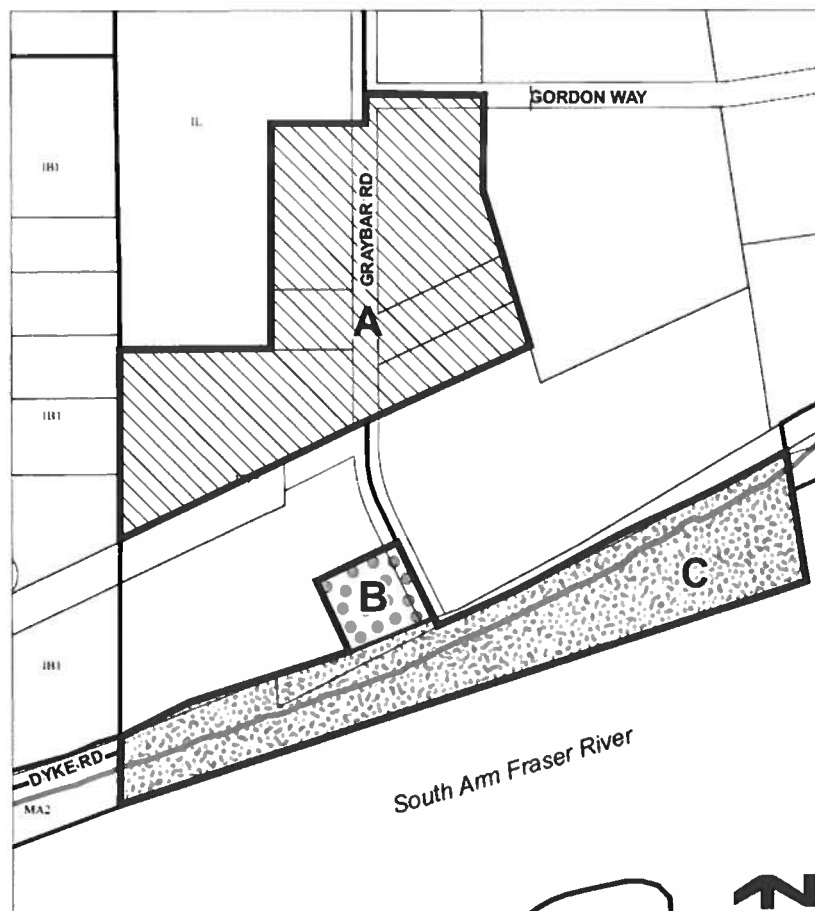 GORDON WAY
IL
IB1
GRAYBAR RD
A
IB1
B
C
IB1
DYKE RD
South Arm Fraser River
MA2
N